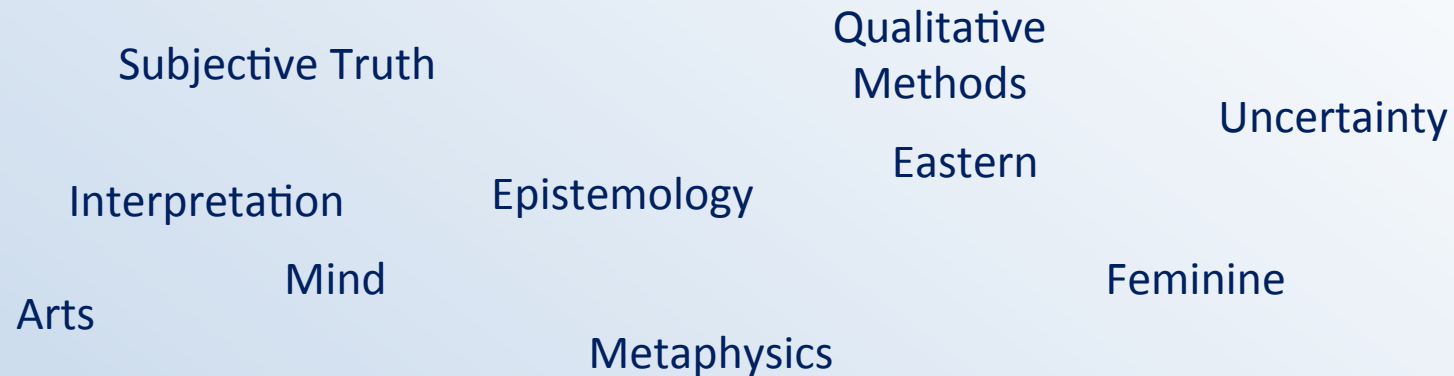 Qualitative
Subjective Truth
Methods
Uncertainty
Eastern
Interpretation
Epistemology
Mind
Feminine
Arts
Metaphysics